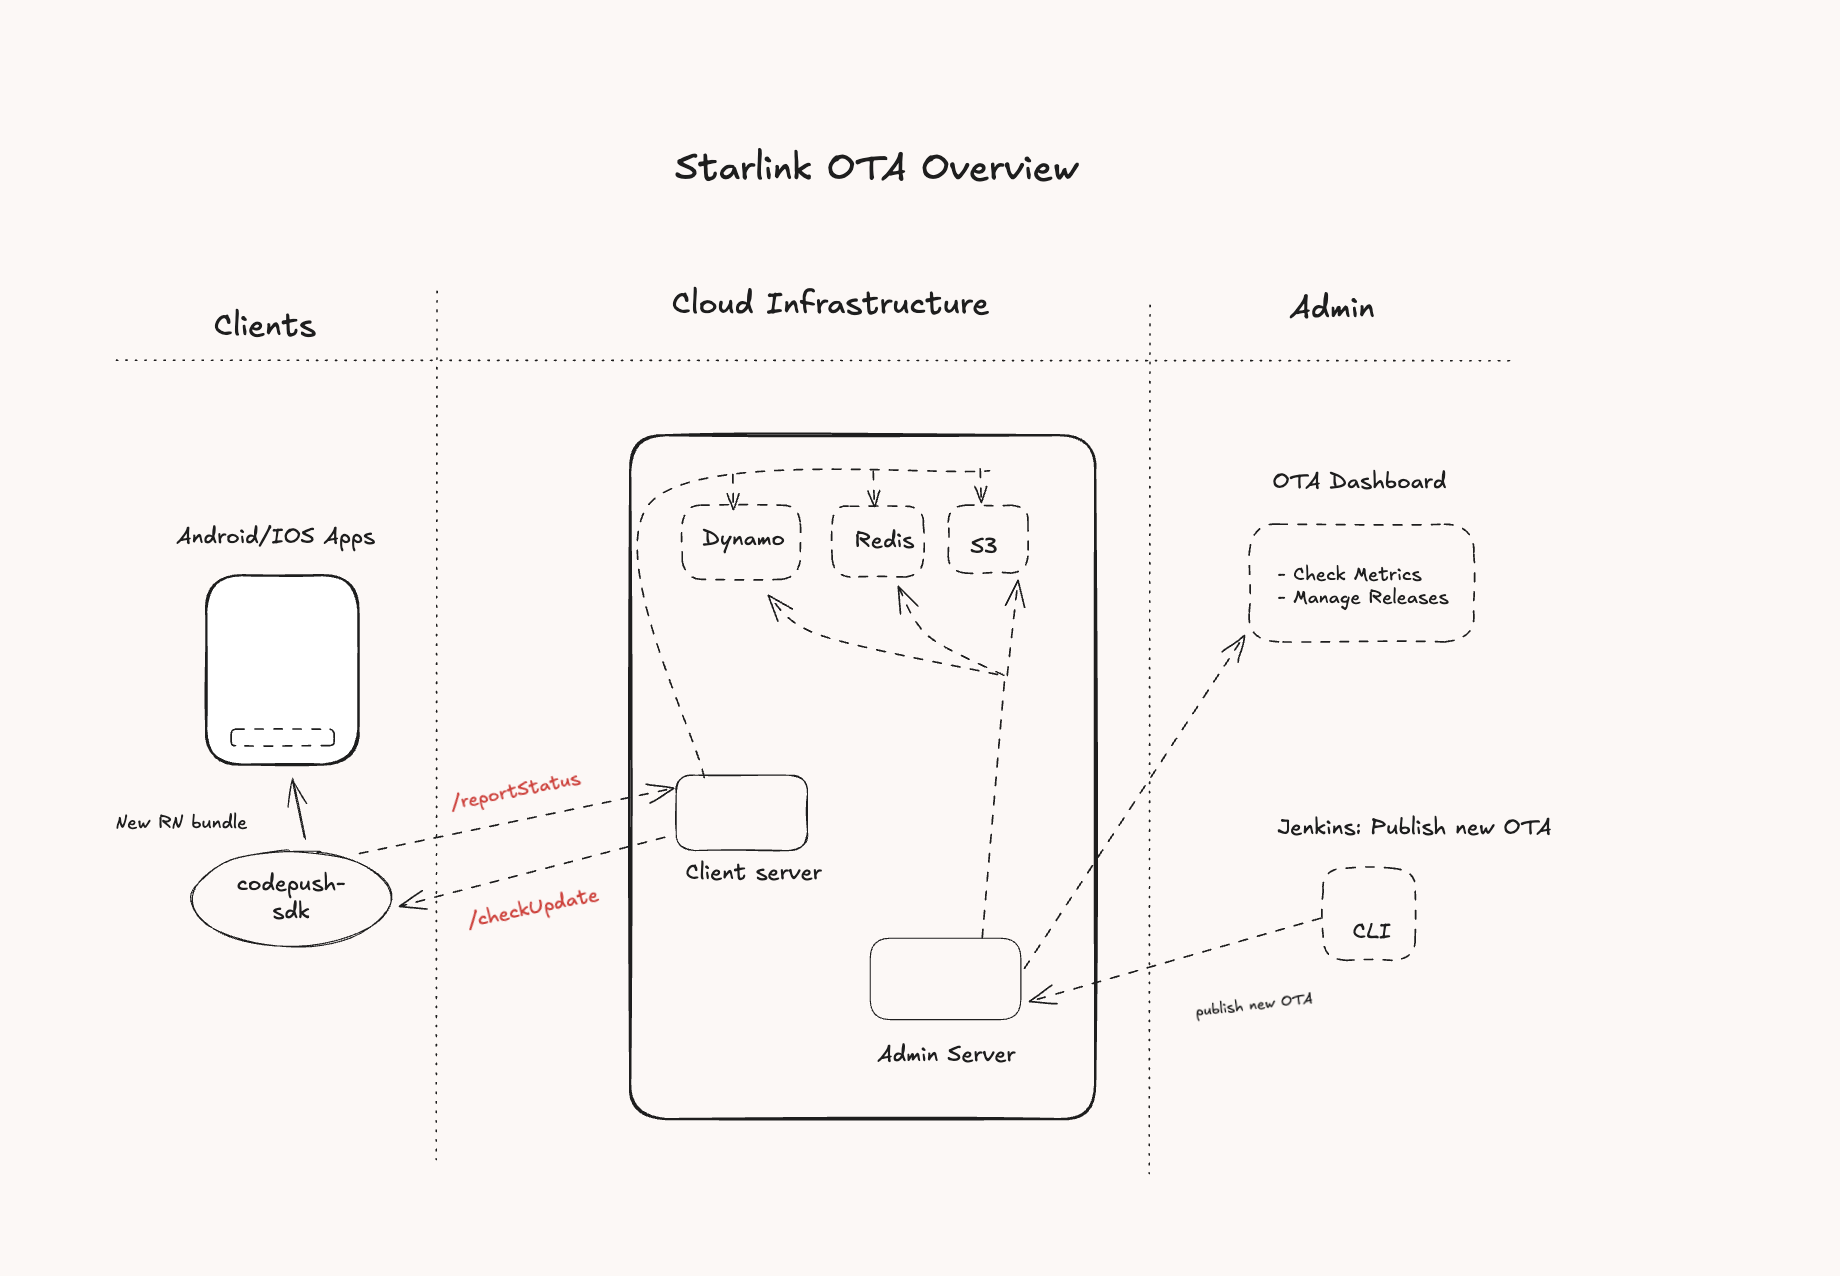 Starlink OTA Overview
Clients
Cloud Infrastructure
Admin
Android/IOS Apps
New RN bundle
codepush-
sdk
/reportStatus
/checkUpdate
Dynamo
Redis
S3
Client server
Admin Server
OTA Dashboard
- Check Metrics
- Manage Releases
Jenkins: Publish new OTA
CLI
publish new OTA